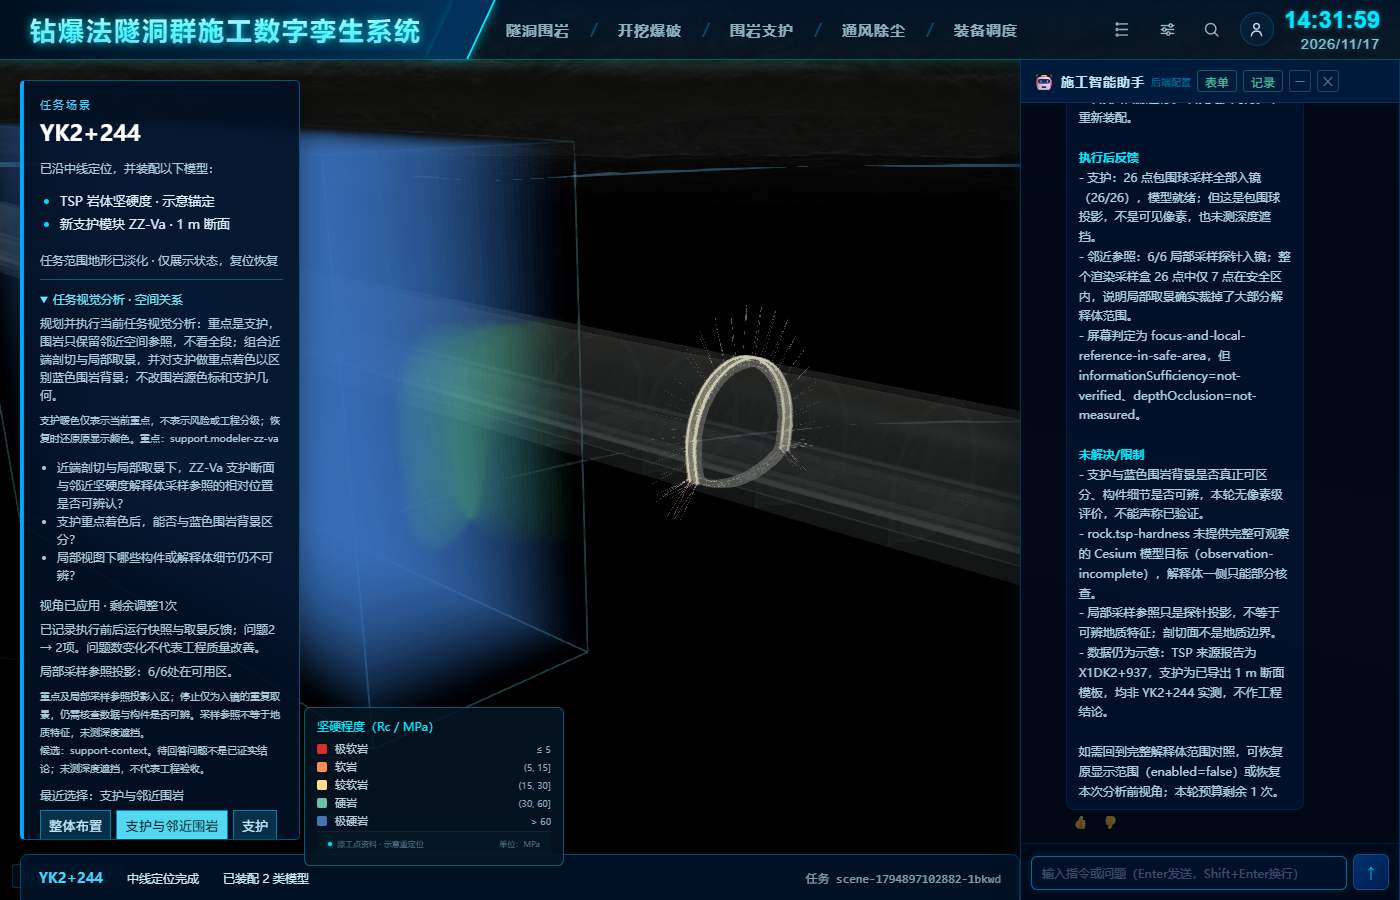 钻爆法隧洞群施工数字孪生系统
隧洞围岩 / 开挖爆破 / 围岩支护 / 通风除尘 / 装备调度
14:31:59
2026/11/17
任务场景
YK2+244
已沿中线定位，并装配以下模型：
• TSP 岩体坚硬度 · 示意锚定
• 新支护模块 ZZ-Va · 1 m 断面
任务范围地形已淡化 · 仅展示状态，复位恢复
▼ 任务视觉分析 · 空间关系
规划并执行当前任务视觉分析：重点是支护，
围岩只保留邻近空间参照，不看全段；组合近
端剖切与局部取景，并对支护做重点着色以区
别蓝色围岩背景；不改围岩源色标和支护几
何。
支护暖色仅表示当前重点，不表示风险或工程分级；恢
复时还原原显示颜色。重点：support.modeler-zz-va
• 近端剖切与局部取景下，ZZ-Va 支护断面
与邻近坚硬度解释体采样参照的相对位置
是否可辨认？
• 支护重点着色后，能否与蓝色围岩背景区
分？
• 局部视图下哪些构件或解释体细节仍不可
辨？
视角已应用 · 剩余调整1次
已记录执行前后运行快照与取景反馈；问题2
→ 2项。问题数变化不代表工程质量改善。
局部采样参照投影：6/6处在可用区。
重点及局部采样参照投影入区；停止仅为入镜的重复取
景，仍需核查数据与构件是否可辨。采样参照不等于地
质特征，未测深度遮挡。
候选：support-context。待回答问题不是已证实结
论；未测深度遮挡，不代表工程验收。
最近选择：支护与邻近围岩
整体布置 支护与邻近围岩 支护
坚硬程度（Rc / MPa）
极软岩 ≤ 5
软岩 (5, 15]
较软岩 (15, 30]
硬岩 (30, 60]
极硬岩 > 60
源工点资料 · 示意重定位 单位：MPa
YK2+244 中线定位完成 已装配 2 类模型 任务 scene-1794897102882-1bkwd
施工智能助手 后端配置 表单 记录
重新装配。
执行后反馈
- 支护：26 点包围球采样全部入镜
（26/26），模型就绪；但这是包围球
投影，不是可见像素，也未测深度遮
挡。
- 邻近参照：6/6 局部采样探针入镜；整
个渲染采样盒 26 点中仅 7 点在安全区
内，说明局部取景确实裁掉了大部分解
释体范围。
- 屏幕判定为 focus-and-local-
reference-in-safe-area，但
informationSufficiency=not-
verified、depthOcclusion=not-
measured。
未解决/限制
- 支护与蓝色围岩背景是否真正可区
分、构件细节是否可辨，本轮无像素级
评价，不能声称已验证。
- rock.tsp-hardness 未提供完整可观察
的 Cesium 模型目标（observation-
incomplete），解释体一侧只能部分核
查。
- 局部采样参照只是探针投影，不等于
可辨地质特征；剖切面不是地质边界。
- 数据仍为示意：TSP 来源报告为
X1DK2+937，支护为已导出 1 m 断面
模板，均非 YK2+244 实测，不作工程
结论。
如需回到完整解释体范围对照，可恢复
原显示范围（enabled=false）或恢复
本次分析前视角；本轮预算剩余 1 次。
输入指令或问题（Enter发送，Shift+Enter换行）